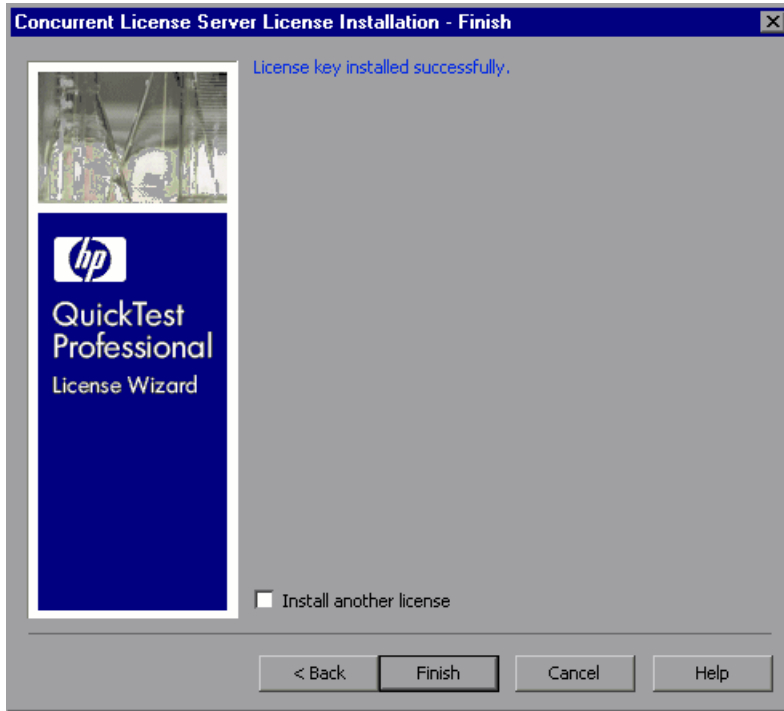 Concurrent License Server License Installation - Finish
License key installed successfully.
hp
QuickTest
Professional
License Wizard
Install another license
< Back Finish Cancel Help